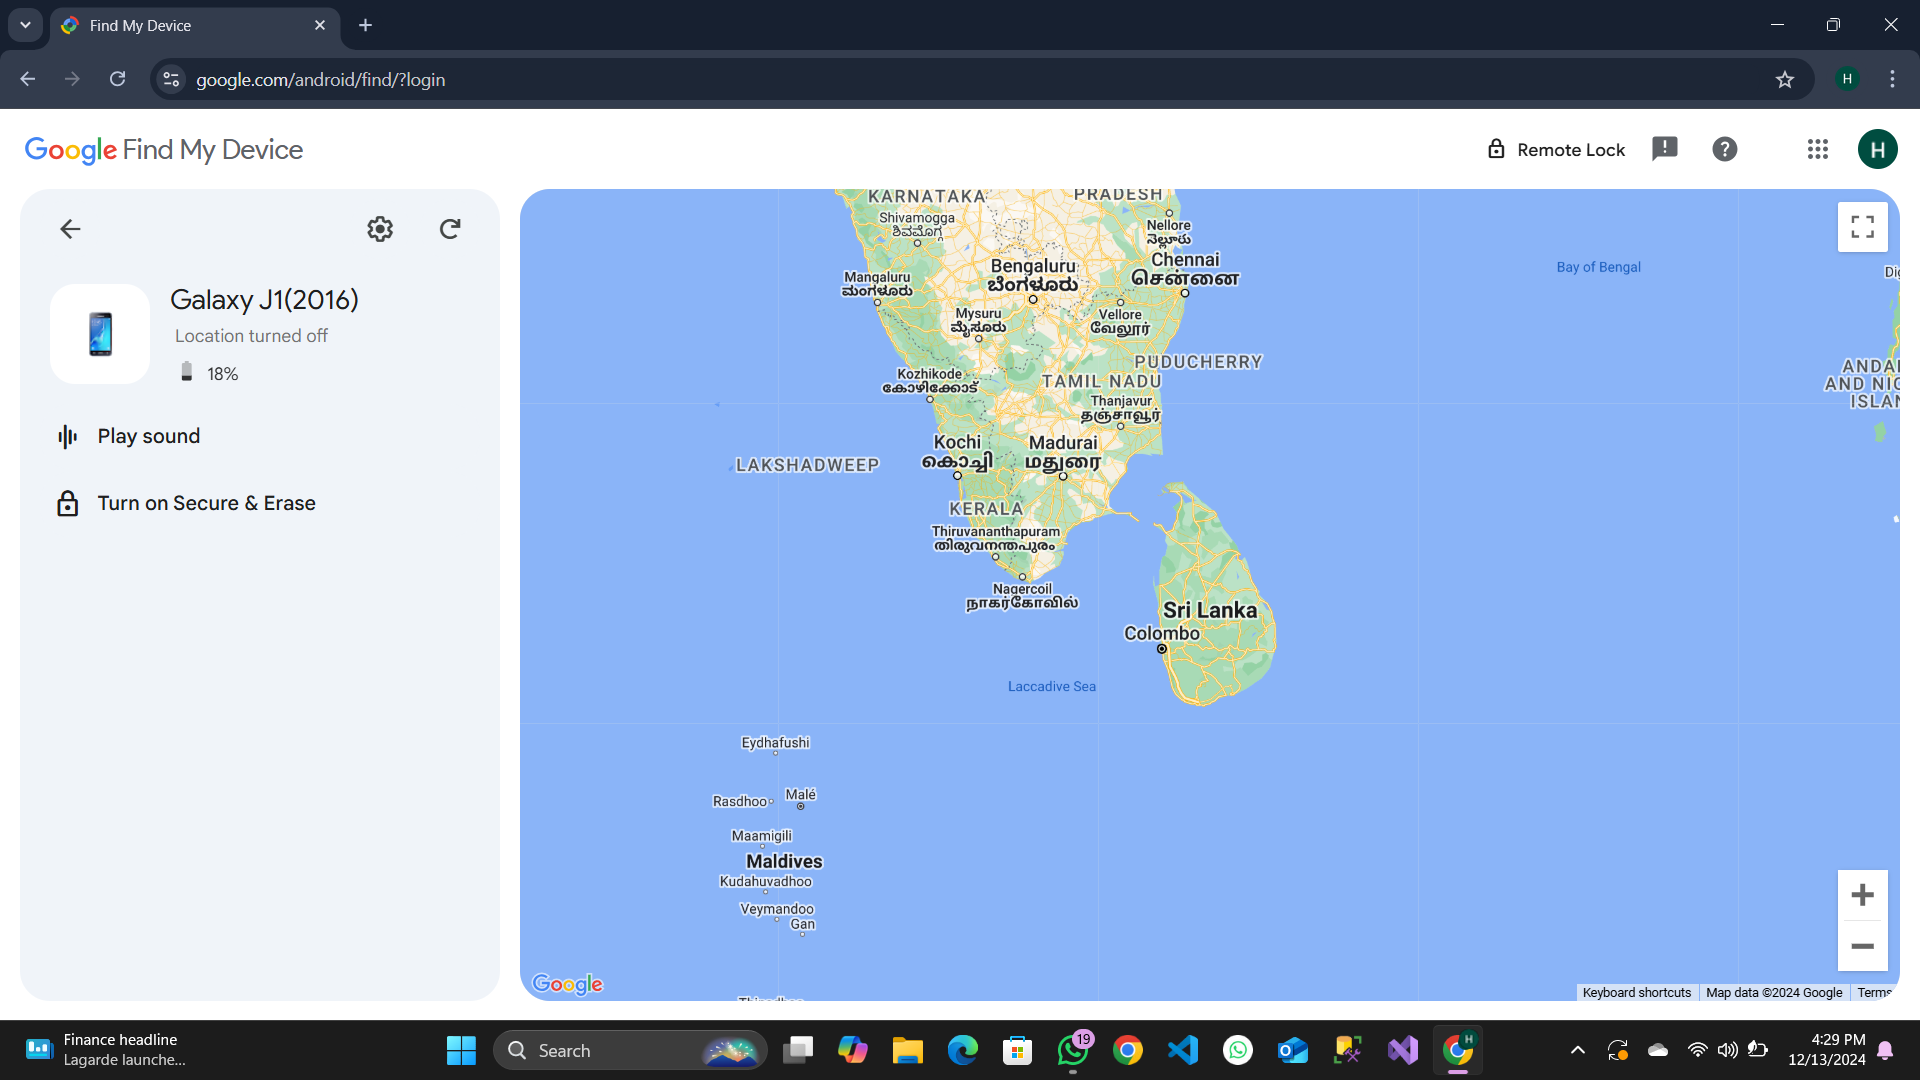 Find My Device
google.com/android/find/?login
H
Google Find My Device
Remote Lock
H
Galaxy J1(2016)
Location turned off
18%
Play sound
Turn on Secure & Erase
KARNATAKA
PRADESH
Shivamogga
ಶಿವಮೊಗ್ಗ
Nellore
Bengaluru
ಬೆಂಗಳೂರು
Chennai
சென்னை
Bay of Bengal
Mangaluru
ಮಂಗಳೂರು
Mysuru
ಮೈಸೂರು
Vellore
வேலூர்
PUDUCHERRY
Kozhikode
കോഴിക്കോട്
TAMIL NADU
Thanjavur
தஞ்சாவூர்
ANDA
AND NIC
ISLAN
Kochi
കൊച്ചി
Madurai
மதுரை
LAKSHADWEEP
KERALA
Thiruvananthapuram
തിരുവനന്തപുരം
Nagercoil
நாகர்கோவில்
Sri Lanka
Colombo
Laccadive Sea
Eydhafushi
Malé
Rasdhoo
Maamigili
Maldives
Kudahuvadhoo
Veymandoo
Gan
Google
Keyboard shortcuts
Map data ©2024 Google
Terms
Finance headline
Lagarde launche...
Search
19
H
4:29 PM
12/13/2024